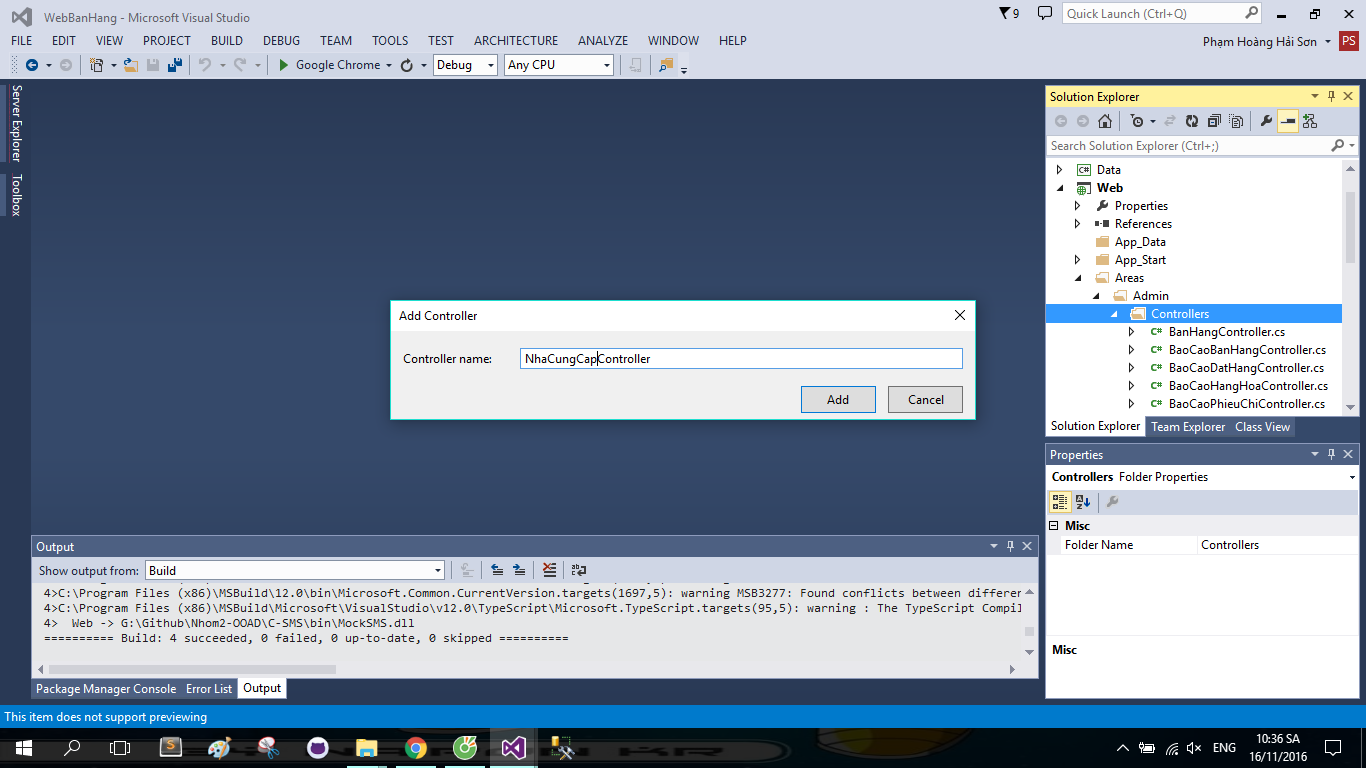 WebBanHang - Microsoft Visual Studio
9
Quick Launch (Ctrl+Q)
FILE EDIT VIEW PROJECT BUILD DEBUG TEAM TOOLS TEST ARCHITECTURE ANALYZE WINDOW HELP
Phạm Hoàng Hải Sơn
PS
Google Chrome
Debug
Any CPU
Server Explorer
Toolbox
Solution Explorer
Search Solution Explorer (Ctrl+;)
C# Data
Web
Properties
References
App_Data
App_Start
Areas
Admin
Controllers
C# BanHangController.cs
C# BaoCaoBanHangController.cs
C# BaoCaoDatHangController.cs
C# BaoCaoHangHoaController.cs
C# BaoCaoPhieuChiController.cs
Solution Explorer Team Explorer Class View
Add Controller
Controller name:
NhaCungCapController
Add
Cancel
Properties
Controllers Folder Properties
Misc
Folder Name Controllers
Misc
Output
Show output from: Build
4>C:\Program Files (x86)\MSBuild\12.0\bin\Microsoft.Common.CurrentVersion.targets(1697,5): warning MSB3277: Found conflicts between differen
4>C:\Program Files (x86)\MSBuild\Microsoft\VisualStudio\v12.0\TypeScript\Microsoft.TypeScript.targets(95,5): warning : The TypeScript Compil
4> Web -> G:\Github\Nhom2-OOAD\C-SMS\bin\MockSMS.dll
========== Build: 4 succeeded, 0 failed, 0 up-to-date, 0 skipped ==========
Package Manager Console Error List Output
This item does not support previewing
ENG
10:36 SA
16/11/2016